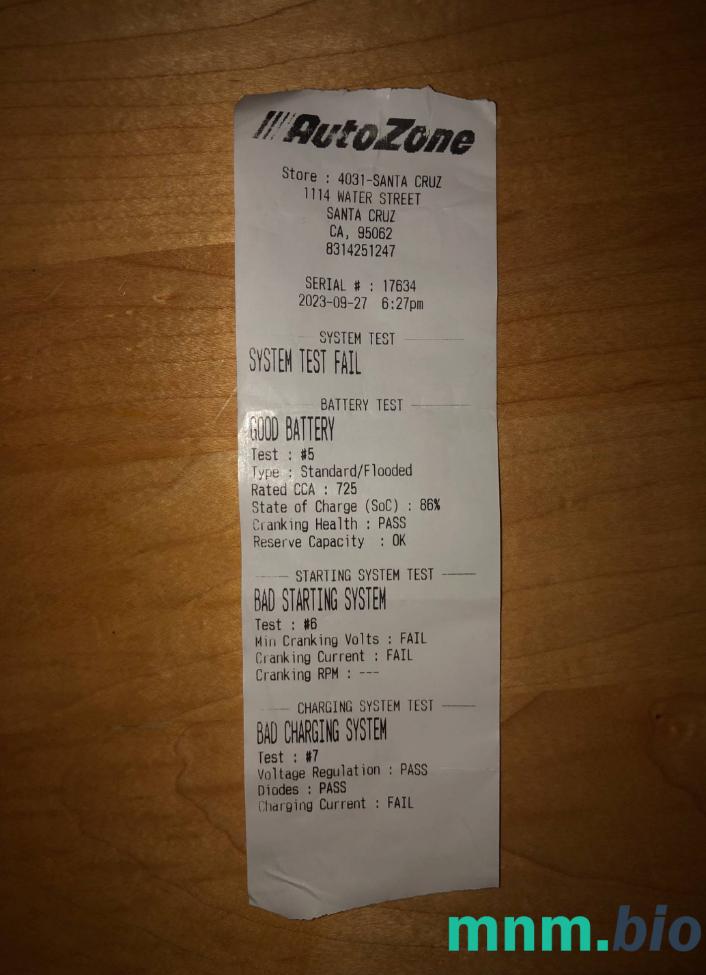 AutoZone
Store : 4031-SANTA CRUZ
1114 WATER STREET
SANTA CRUZ
CA, 95062
8314251247
SERIAL # : 17634
2023-09-27 6:27pm
SYSTEM TEST
SYSTEM TEST FAIL
BATTERY TEST
GOOD BATTERY
Test : #5
Type : Standard/Flooded
Rated CCA : 725
State of Charge (SoC) : 86%
Cranking Health : PASS
Reserve Capacity : OK
STARTING SYSTEM TEST
BAD STARTING SYSTEM
Test : #6
Min Cranking Volts : FAIL
Cranking Current : FAIL
Cranking RPM : ---
CHARGING SYSTEM TEST
BAD CHARGING SYSTEM
Test : #7
Voltage Regulation : PASS
Diodes : PASS
Charging Current : FAIL
mnm.bio